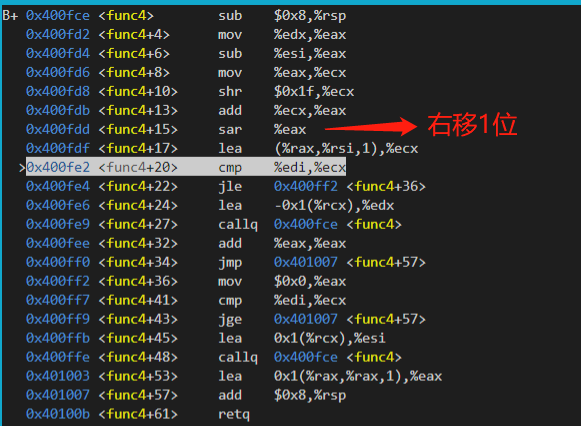 B+ 0x400fce <func4> sub $0x8,%rsp
0x400fd2 <func4+4> mov %edx,%eax
0x400fd4 <func4+6> sub %esi,%eax
0x400fd6 <func4+8> mov %eax,%ecx
0x400fd8 <func4+10> shr $0x1f,%ecx
0x400fdb <func4+13> add %ecx,%eax
0x400fdd <func4+15> sar %eax 右移1位
0x400fdf <func4+17> lea (%rax,%rsi,1),%ecx
>0x400fe2 <func4+20> cmp %edi,%ecx
0x400fe4 <func4+22> jle 0x400ff2 <func4+36>
0x400fe6 <func4+24> lea -0x1(%rcx),%edx
0x400fe9 <func4+27> callq 0x400fce <func4>
0x400fee <func4+32> add %eax,%eax
0x400ff0 <func4+34> jmp 0x401007 <func4+57>
0x400ff2 <func4+36> mov $0x0,%eax
0x400ff7 <func4+41> cmp %edi,%ecx
0x400ff9 <func4+43> jge 0x401007 <func4+57>
0x400ffb <func4+45> lea 0x1(%rcx),%esi
0x400ffe <func4+48> callq 0x400fce <func4>
0x401003 <func4+53> lea 0x1(%rax,%rax,1),%eax
0x401007 <func4+57> add $0x8,%rsp
0x40100b <func4+61> retq